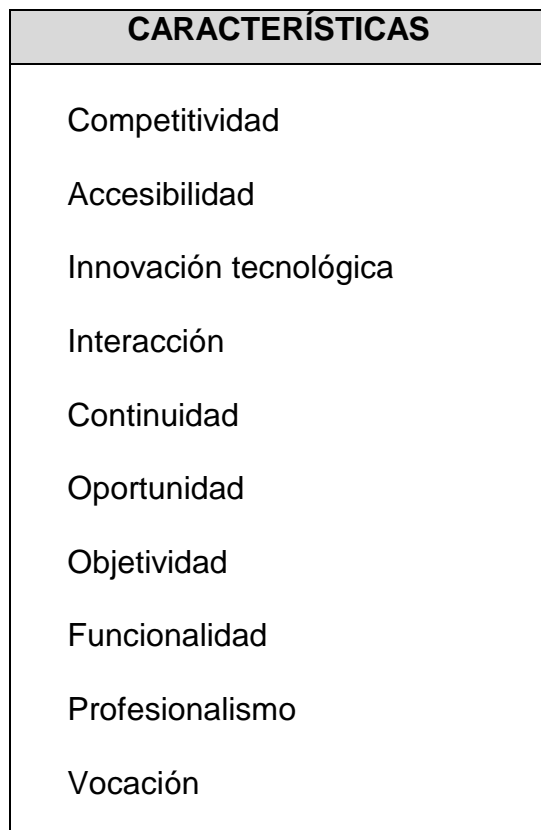 CARACTERÍSTICAS
Competitividad
Accesibilidad
Innovación tecnológica
Interacción
Continuidad
Oportunidad
Objetividad
Funcionalidad
Profesionalismo
Vocación